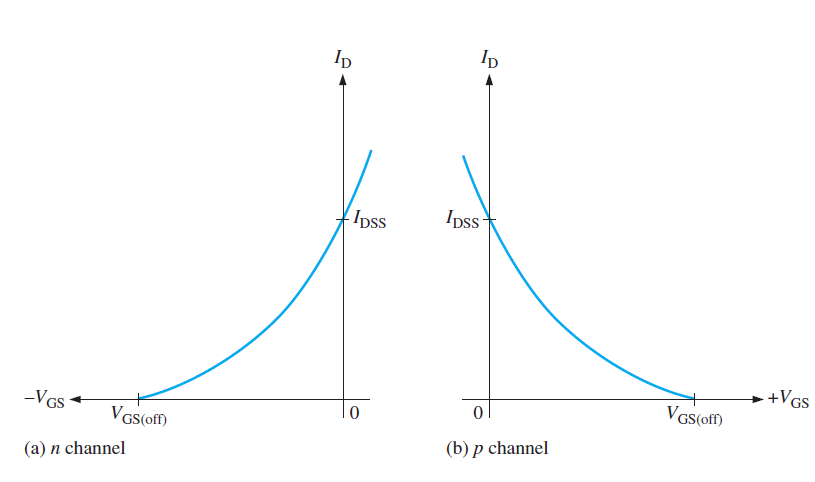 I_D
I_DSS
–V_GS
V_GS(off)
0
(a) n channel
I_D
I_DSS
0
V_GS(off)
+V_GS
(b) p channel